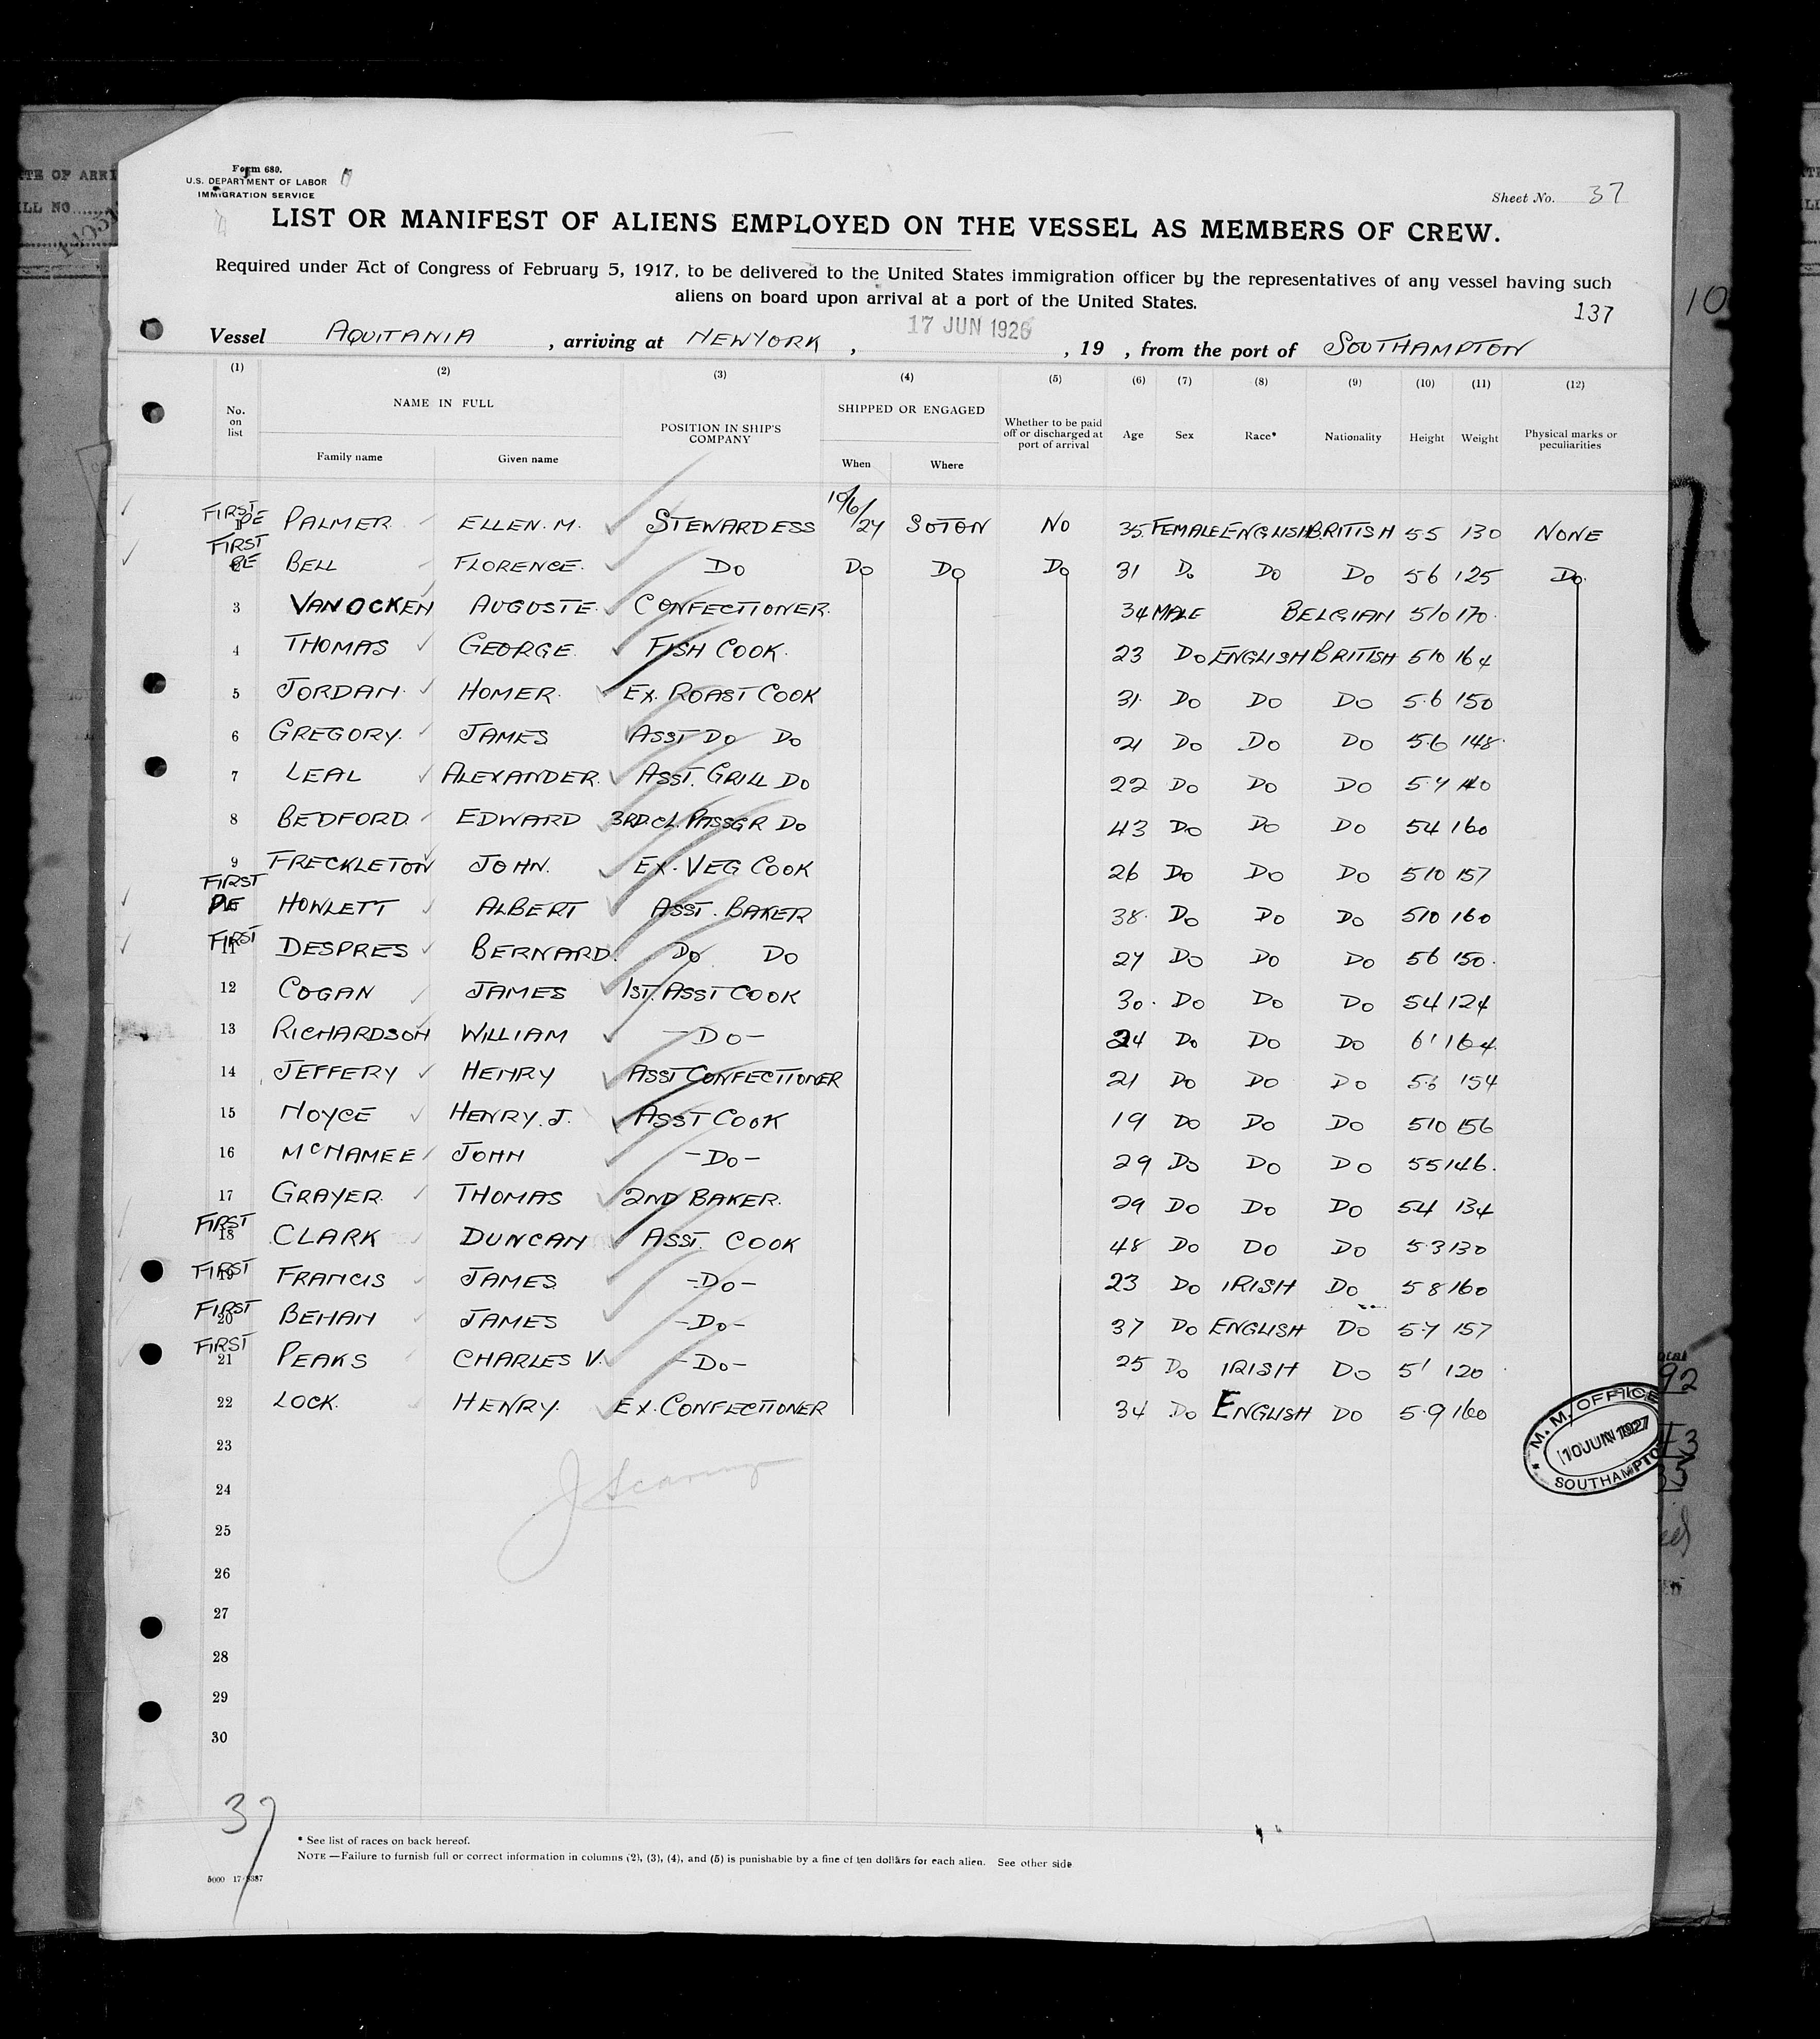 Form 680.
U.S. DEPARTMENT OF LABOR
IMMIGRATION SERVICE
Sheet No. 37
LIST OR MANIFEST OF ALIENS EMPLOYED ON THE VESSEL AS MEMBERS OF CREW.
Required under Act of Congress of February 5, 1917, to be delivered to the United States immigration officer by the representatives of any vessel having such
aliens on board upon arrival at a port of the United States.
137
Vessel AQUITANIA , arriving at NEWYORK , 17 JUN 1926 , 19 , from the port of SOUTHAMPTON
(1) (2) (3) (4) (5) (6) (7) (8) (9) (10) (11) (12)
No. on list NAME IN FULL Family name Given name POSITION IN SHIP'S COMPANY SHIPPED OR ENGAGED When Where Whether to be paid off or discharged at port of arrival Age Sex Race* Nationality Height Weight Physical marks or peculiarities
FIRST PALMER ELLEN. M. STEWARDESS 10/6/27 SOTON NO 35 FEMALE ENGLISH BRITISH 55 130 NONE
FIRST BELL FLORENCE. DO DO DO DO 31 DO DO DO 56 125 DO
3 VANOCKEN AUGUSTE. CONFECTIONER. 34 MALE BELGIAN 510 170
4 THOMAS GEORGE. FISH COOK. 23 DO ENGLISH BRITISH 510 164
5 JORDAN. HOMER. EX. ROAST COOK 31. DO DO DO 5.6 150
6 GREGORY. JAMES ASST DO DO 21 DO DO DO 5.6 148
7 LEAL ALEXANDER. ASST. GRILL DO 22 DO DO DO 5.7 140
8 BEDFORD. EDWARD 3RD. CL. PASSGR DO 43 DO DO DO 54 160
9 FRECKLETON JOHN. EX. VEG COOK 26 DO DO DO 510 157
FIRST HOWLETT ALBERT ASST. BAKER 38. DO DO DO 510 160
FIRST 11 DESPRES BERNARD. DO DO 27 DO DO DO 56 150.
12 COGAN JAMES 1ST. ASST COOK 30. DO DO DO 54 124
13 RICHARDSON WILLIAM - DO - 24 DO DO DO 6' 164
14 JEFFERY HENRY ASST CONFECTIONER 21 DO DO DO 5.6 154
15 NOYCE HENRY. J. ASST COOK 19 DO DO DO 510 156
16 MCNAMEE JOHN - DO - 29 DO DO DO 55 146.
17 GRAYER. THOMAS 2ND BAKER. 29 DO DO DO 54 134
FIRST 18 CLARK DUNCAN ASST. COOK 48 DO DO DO 5.3 130
FIRST 19 FRANCIS JAMES - DO - 23 DO IRISH DO 58 160
FIRST 20 BEHAN JAMES - DO - 37 DO ENGLISH DO 5.7 157
FIRST 21 PEAKS CHARLES V. - DO - 25 DO IRISH DO 5' 120
22 LOCK. HENRY. EX. CONFECTIONER 34 DO ENGLISH DO 5.9 160
23
24
25
26
27
28
29
30
M. M. OFFICE
10 JUN 1927
SOUTHAMPTO
37
* See list of races on back hereof.
NOTE —Failure to furnish full or correct information in columns (2), (3), (4), and (5) is punishable by a fine of ten dollars for each alien. See other side